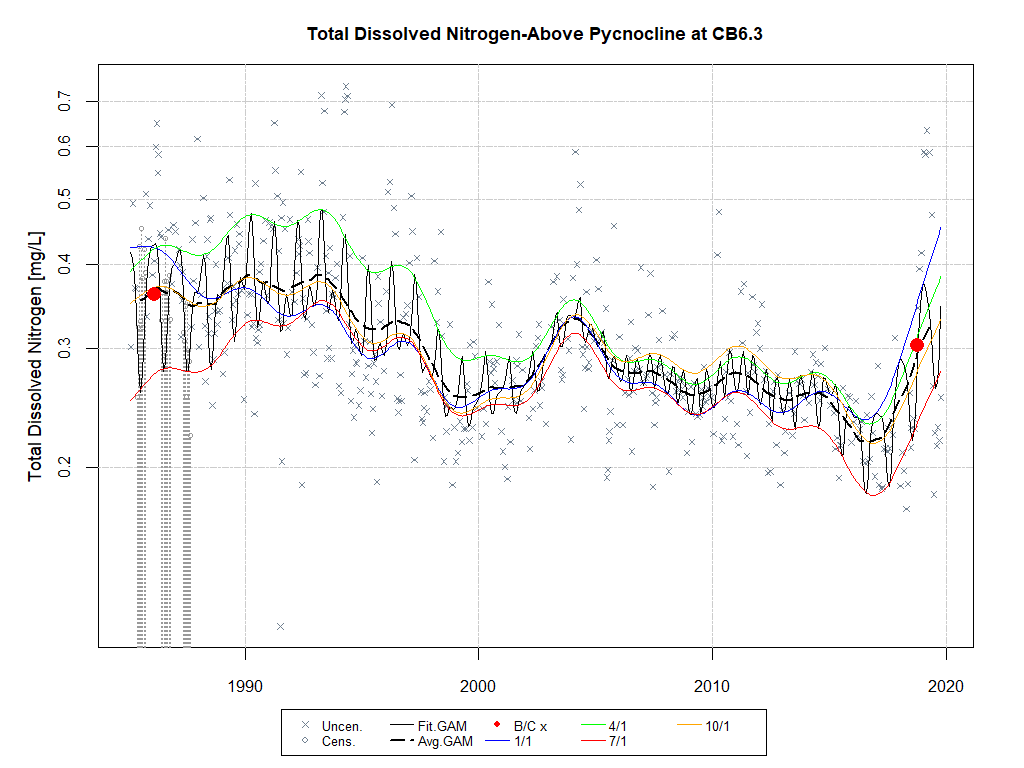 Total Dissolved Nitrogen-Above Pycnocline at CB6.3
Total Dissolved Nitrogen [mg/L]
0.7
0.6
0.5
0.4
0.3
0.2
1990 2000 2010 2020
Uncen. Fit.GAM B/C x 4/1 10/1
Cens. Avg.GAM 1/1 7/1